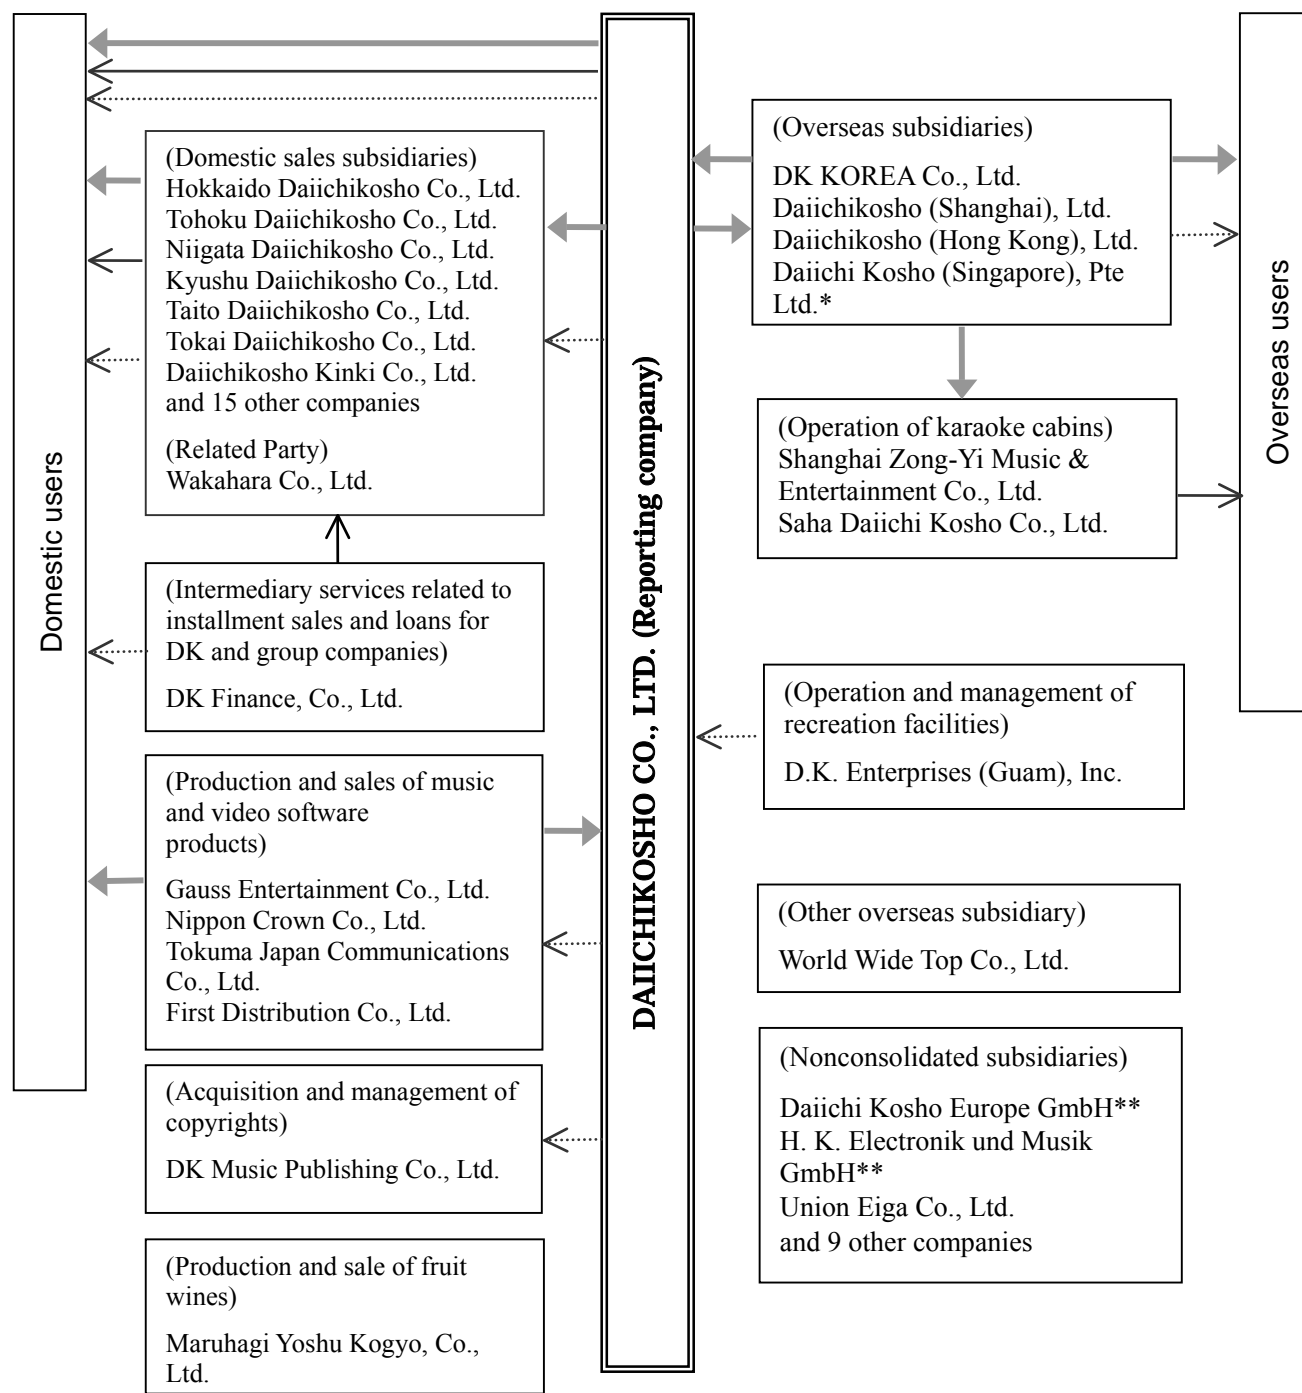 Domestic users
(Domestic sales subsidiaries)
Hokkaido Daiichikosho Co., Ltd.
Tohoku Daiichikosho Co., Ltd.
Niigata Daiichikosho Co., Ltd.
Kyushu Daiichikosho Co., Ltd.
Taito Daiichikosho Co., Ltd.
Tokai Daiichikosho Co., Ltd.
Daiichikosho Kinki Co., Ltd.
and 15 other companies
(Related Party)
Wakahara Co., Ltd.
(Intermediary services related to
installment sales and loans for
DK and group companies)
DK Finance, Co., Ltd.
(Production and sales of music
and video software
products)
Gauss Entertainment Co., Ltd.
Nippon Crown Co., Ltd.
Tokuma Japan Communications
Co., Ltd.
First Distribution Co., Ltd.
(Acquisition and management of
copyrights)
DK Music Publishing Co., Ltd.
(Production and sale of fruit
wines)
Maruhagi Yoshu Kogyo, Co.,
Ltd.
DAIICHIKOSHO CO., LTD. (Reporting company)
(Overseas subsidiaries)
DK KOREA Co., Ltd.
Daiichikosho (Shanghai), Ltd.
Daiichikosho (Hong Kong), Ltd.
Daiichi Kosho (Singapore), Pte
Ltd.*
(Operation of karaoke cabins)
Shanghai Zong-Yi Music &
Entertainment Co., Ltd.
Saha Daiichi Kosho Co., Ltd.
(Operation and management of
recreation facilities)
D.K. Enterprises (Guam), Inc.
(Other overseas subsidiary)
World Wide Top Co., Ltd.
(Nonconsolidated subsidiaries)
Daiichi Kosho Europe GmbH**
H. K. Electronik und Musik
GmbH**
Union Eiga Co., Ltd.
and 9 other companies
Overseas users